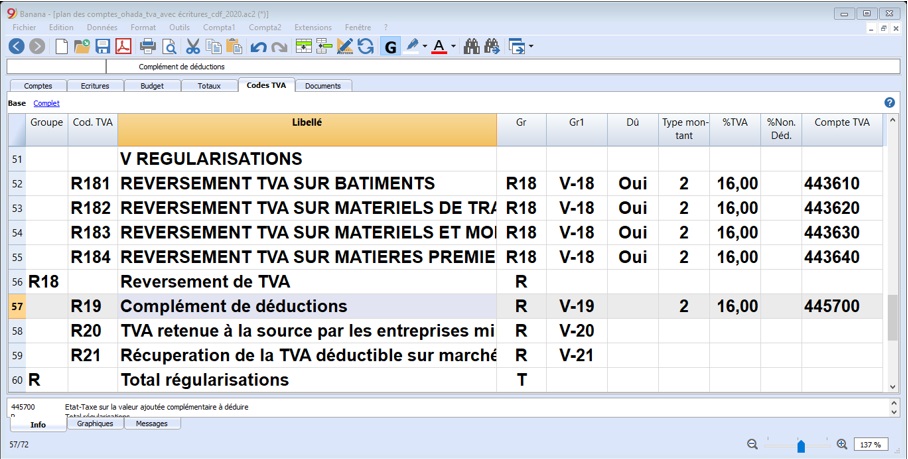 Banana - [plan des comptes_ohada_tva_avec écritures_cdf_2020.ac2 (*)]
Fichier Edition Données Format Outils Compta1 Compta2 Extensions Fenêtre ?
G A
Complément de déductions
Comptes Ecritures Budget Totaux Codes TVA Documents
Base Complet
Groupe Cod. TVA Libellé Gr Gr1 Dû Type mon- %TVA %Non. Compte TVA
tant Déd.
51 V REGULARISATIONS
52 R181 REVERSEMENT TVA SUR BATIMENTS R18 V-18 Oui 2 16,00 443610
53 R182 REVERSEMENT TVA SUR MATERIELS DE TRA R18 V-18 Oui 2 16,00 443620
54 R183 REVERSEMENT TVA SUR MATERIELS ET MO R18 V-18 Oui 2 16,00 443630
55 R184 REVERSEMENT TVA SUR MATIERES PREMIE R18 V-18 Oui 2 16,00 443640
56 R18 Reversement de TVA R
57 R19 Complément de déductions R V-19 2 16,00 445700
58 R20 TVA retenue à la source par les entreprises mi R V-20
59 R21 Récuperation de la TVA déductible sur marché R V-21
60 R Total régularisations T
445700 Etat-Taxe sur la valeur ajoutée complémentaire à déduire
R Total régularisations
Info Graphiques Messages
57/72 137 %